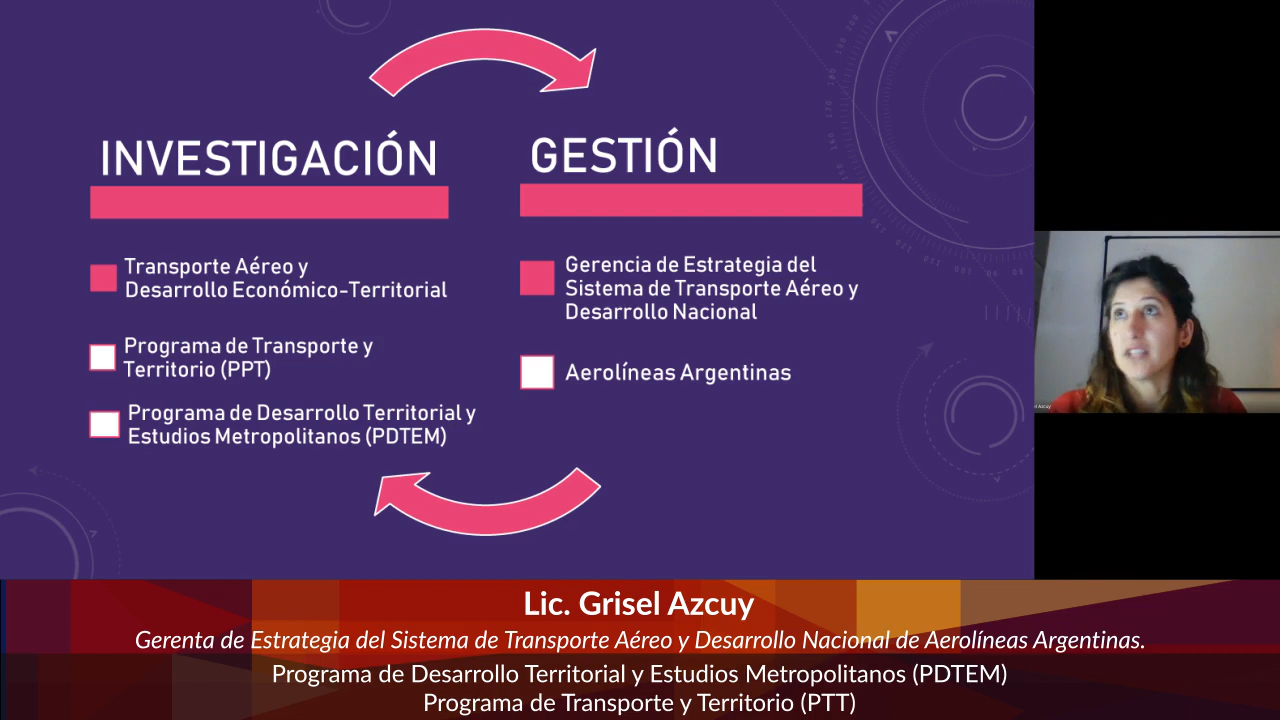 INVESTIGACIÓN
Transporte Aéreo y
Desarrollo Económico-Territorial
Programa de Transporte y
Territorio (PPT)
Programa de Desarrollo Territorial y
Estudios Metropolitanos (PDTEM)
GESTIÓN
Gerencia de Estrategia del
Sistema de Transporte Aéreo y
Desarrollo Nacional
Aerolíneas Argentinas
Azcuy
Lic. Grisel Azcuy
Gerenta de Estrategia del Sistema de Transporte Aéreo y Desarrollo Nacional de Aerolíneas Argentinas.
Programa de Desarrollo Territorial y Estudios Metropolitanos (PDTEM)
Programa de Transporte y Territorio (PTT)